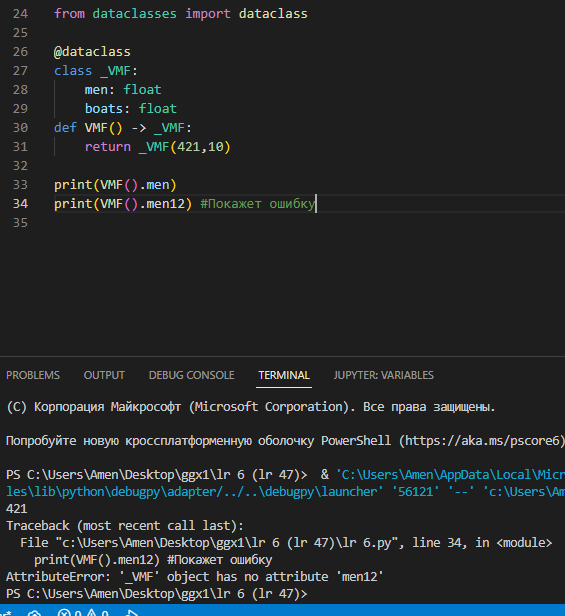 24 from dataclasses import dataclass
25
26 @dataclass
27 class _VMF:
28     men: float
29     boats: float
30 def VMF() -> _VMF:
31     return _VMF(421,10)
32
33 print(VMF().men)
34 print(VMF().men12) #Покажет ошибку
35
PROBLEMS OUTPUT DEBUG CONSOLE TERMINAL JUPYTER: VARIABLES
(C) Корпорация Майкрософт (Microsoft Corporation). Все права защищены.
Попробуйте новую кроссплатформенную оболочку PowerShell (https://aka.ms/pscore6)
PS C:\Users\Amen\Desktop\ggx1\lr 6 (lr 47)>  & 'C:\Users\Amen\AppData\Local\Micr
les\lib\python\debugpy\adapter/../..\debugpy\launcher' '56121' '--' 'c:\Users\Am
421
Traceback (most recent call last):
  File "c:\Users\Amen\Desktop\ggx1\lr 6 (lr 47)\lr 6.py", line 34, in <module>
    print(VMF().men12) #Покажет ошибку
AttributeError: '_VMF' object has no attribute 'men12'
PS C:\Users\Amen\Desktop\ggx1\lr 6 (lr 47)>